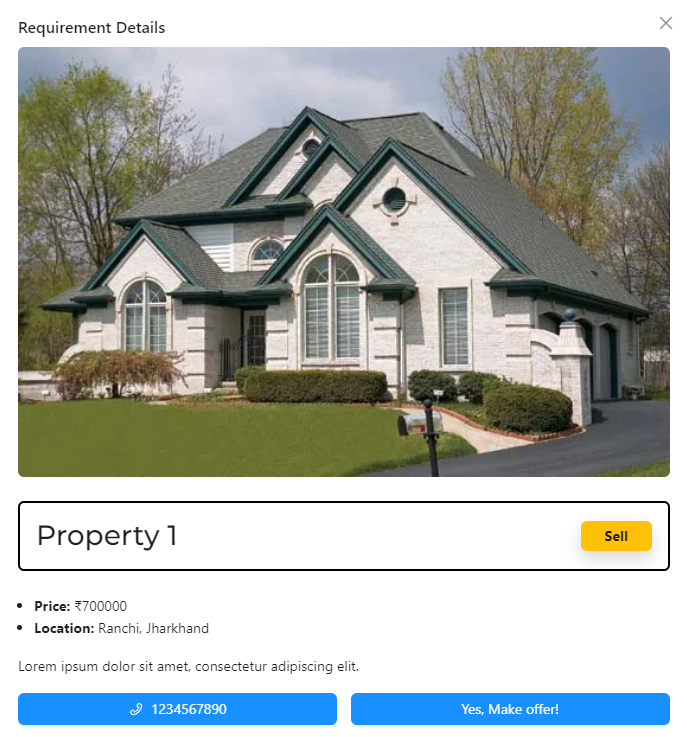 Requirement Details
Property 1
Sell
Price: ₹700000
Location: Ranchi, Jharkhand
Lorem ipsum dolor sit amet, consectetur adipiscing elit.
1234567890
Yes, Make offer!